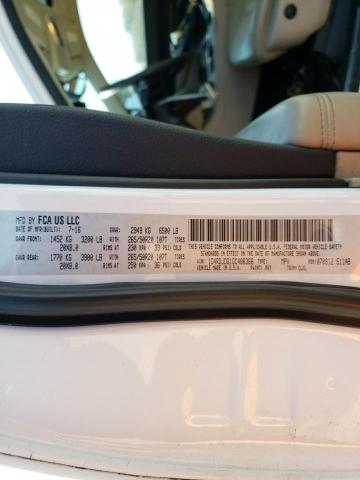 MFD BY FCA US LLC
DATE OF MFR(BUILT): 7-16 GVWR: 2949 KG 6500 LB
GAWR FRONT: 1452 KG 3200 LB WITH 265/50R20 107T TIRES
20X8.0 RIMS AT 230 KPA ( 33 PSI) COLD
GAWR REAR: 1770 KG 3900 LB WITH 265/50R20 107T TIRES
20X8.0 RIMS AT 250 KPA ( 36 PSI) COLD
THIS VEHICLE CONFORMS TO ALL APPLICABLE U.S.A. FEDERAL MOTOR VEHICLE SAFETY
STANDARDS IN EFFECT ON THE DATE OF MANUFACTURE SHOWN ABOVE.
VIN: TYPE: MPV
PAINT: MADE IN U.S.A. TRIM: